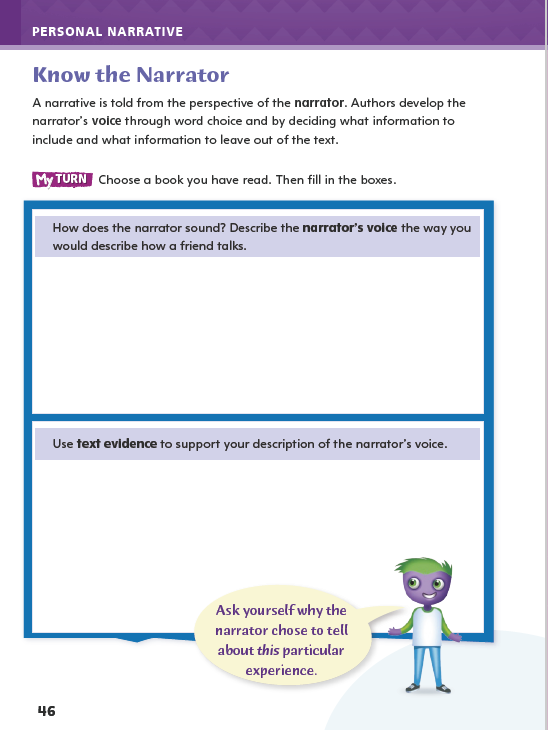 PERSONAL NARRATIVE
Know the Narrator
A narrative is told from the perspective of the narrator. Authors develop the
narrator's voice through word choice and by deciding what information to
include and what information to leave out of the text.
My TURN Choose a book you have read. Then fill in the boxes.
How does the narrator sound? Describe the narrator's voice the way you
would describe how a friend talks.
Use text evidence to support your description of the narrator's voice.
Ask yourself why the
narrator chose to tell
about this particular
experience.
46